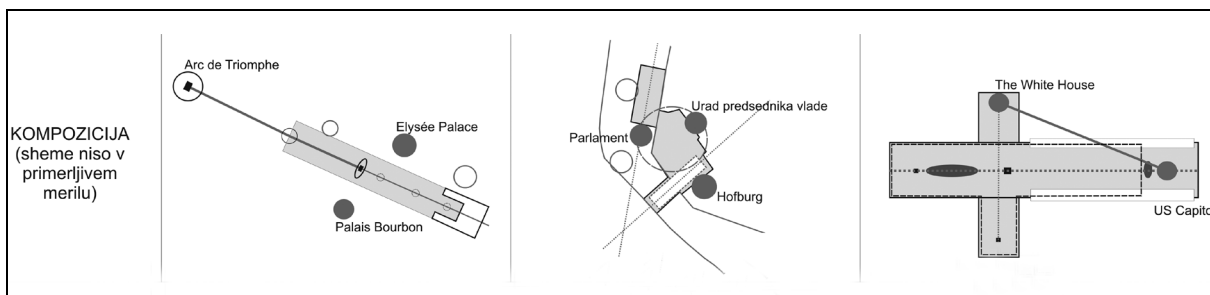 KOMPOZICIJA
(sheme niso v
primerljivem
merilu)
Arc de Triomphe
Elysée Palace
Palais Bourbon
Urad predsednika vlade
Parlament
Hofburg
The White House
US Capito